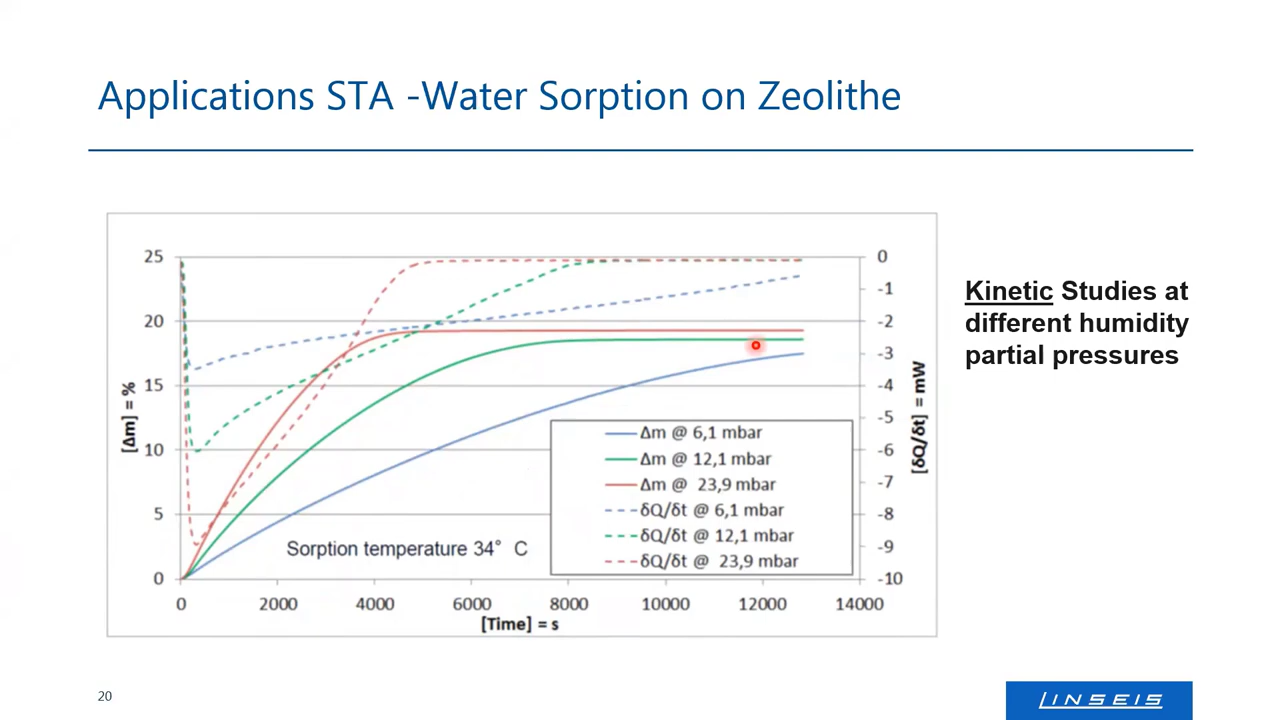 Applications STA -Water Sorption on Zeolithe
25
20
15
10
5
0
[Δm] = %
0
-1
-2
-3
-4
-5
-6
-7
-8
-9
-10
[δQ/δt] = mW
Δm @ 6,1 mbar
Δm @ 12,1 mbar
Δm @ 23,9 mbar
δQ/δt @ 6,1 mbar
δQ/δt @ 12,1 mbar
δQ/δt @ 23,9 mbar
Sorption temperature 34° C
0 2000 4000 6000 8000 10000 12000 14000
[Time] = s
Kinetic Studies at
different humidity
partial pressures
20
LINSEIS